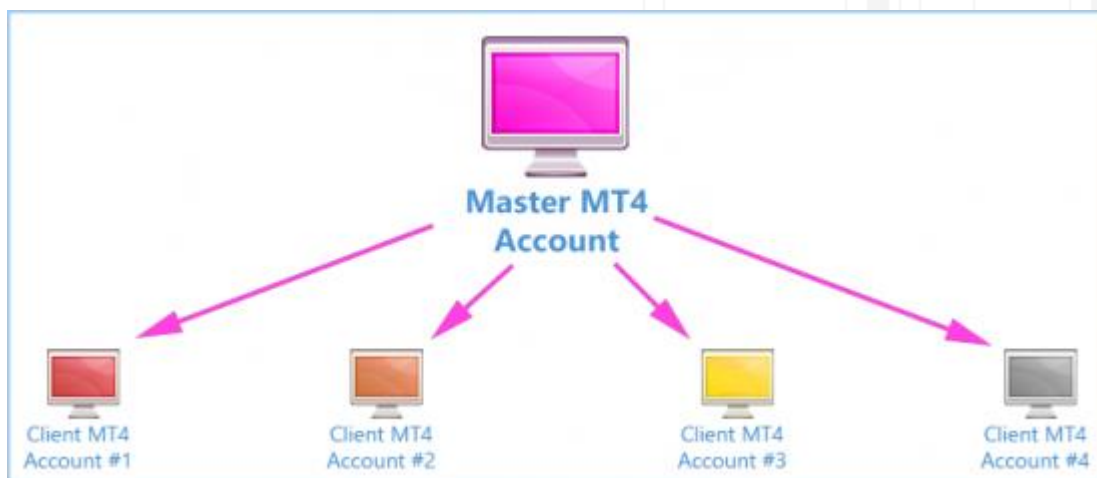 Master MT4
Account
Client MT4
Account #1
Client MT4
Account #2
Client MT4
Account #3
Client MT4
Account #4